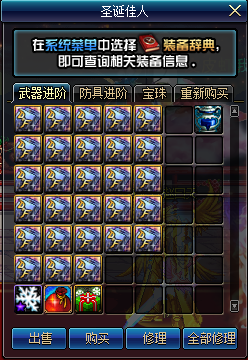 圣诞佳人
在系统菜单中选择 装备辞典，
即可查询相关装备信息.
武器进阶 防具进阶 宝珠 重新购买
出售 购买 修理 全部修理